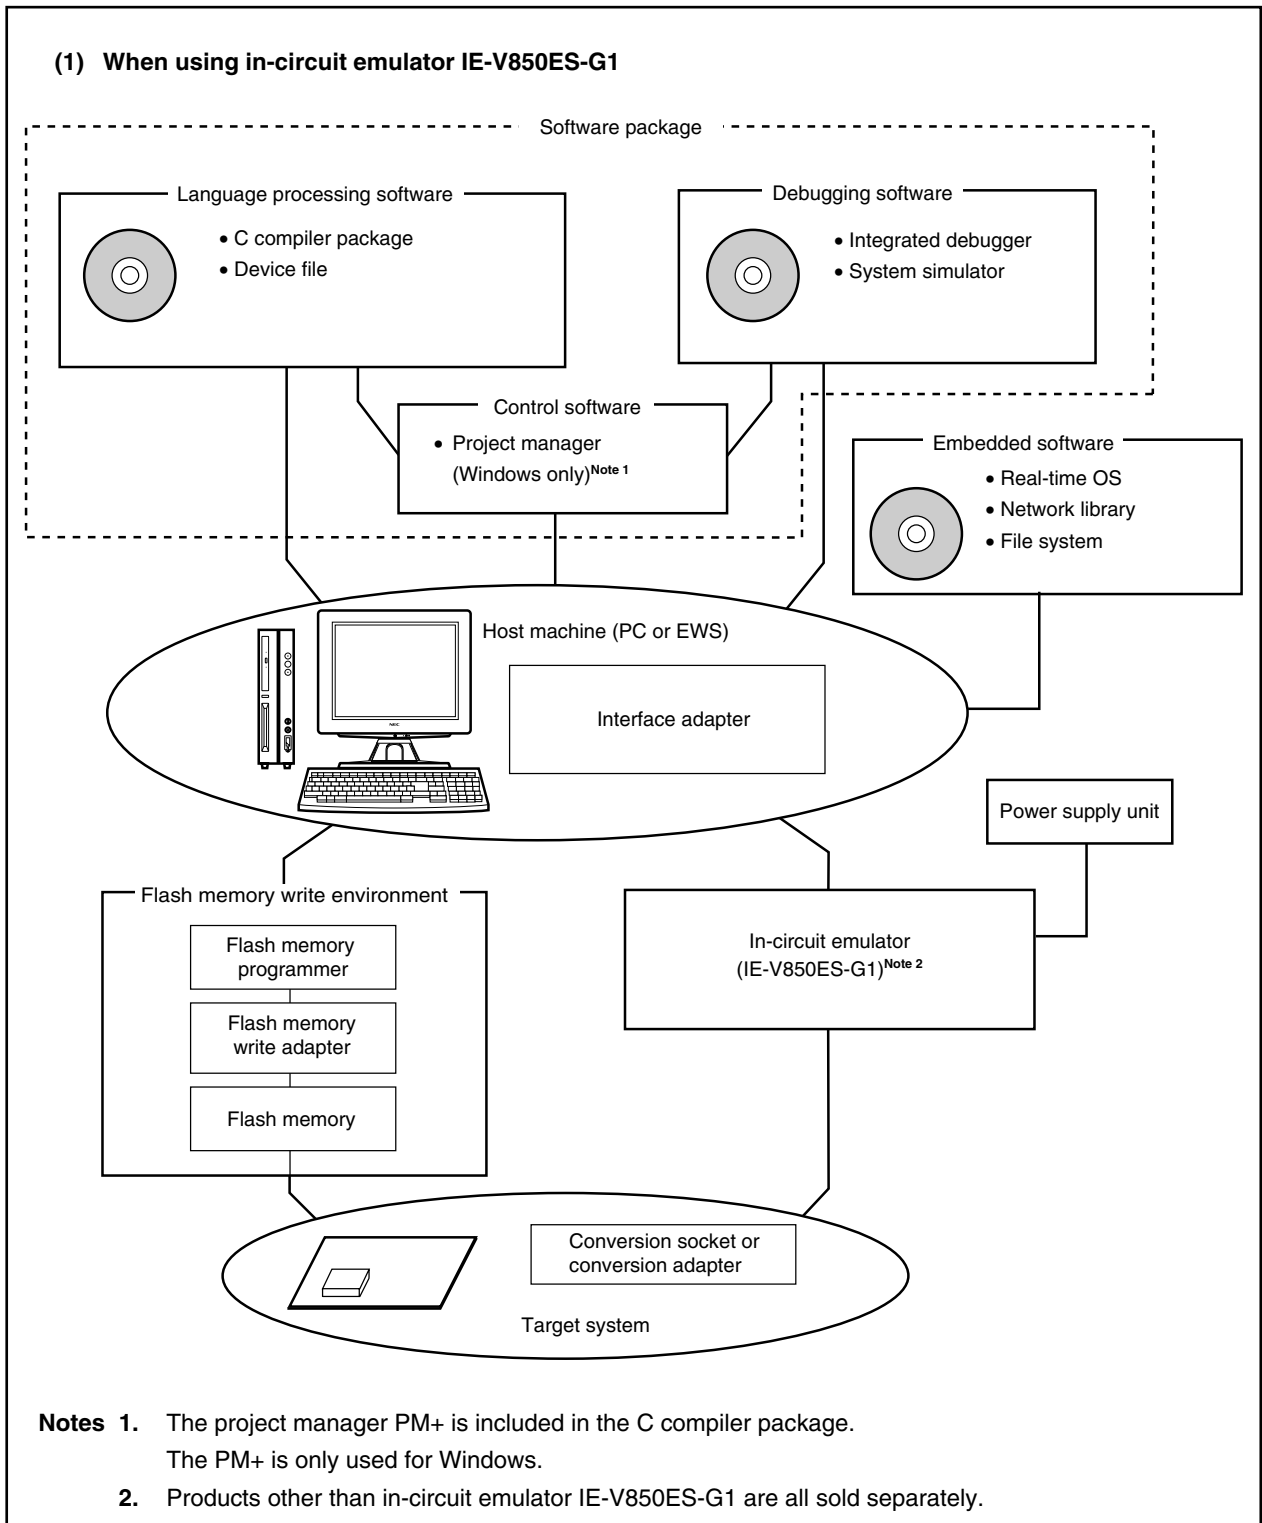 (1) When using in-circuit emulator IE-V850ES-G1
Software package
Language processing software
• C compiler package
• Device file
Debugging software
• Integrated debugger
• System simulator
Control software
• Project manager
(Windows only)Note 1
Embedded software
• Real-time OS
• Network library
• File system
Host machine (PC or EWS)
NEC
Interface adapter
Power supply unit
Flash memory write environment
Flash memory
programmer
Flash memory
write adapter
Flash memory
In-circuit emulator
(IE-V850ES-G1)Note 2
Conversion socket or
conversion adapter
Target system
Notes 1. The project manager PM+ is included in the C compiler package.
The PM+ is only used for Windows.
2. Products other than in-circuit emulator IE-V850ES-G1 are all sold separately.